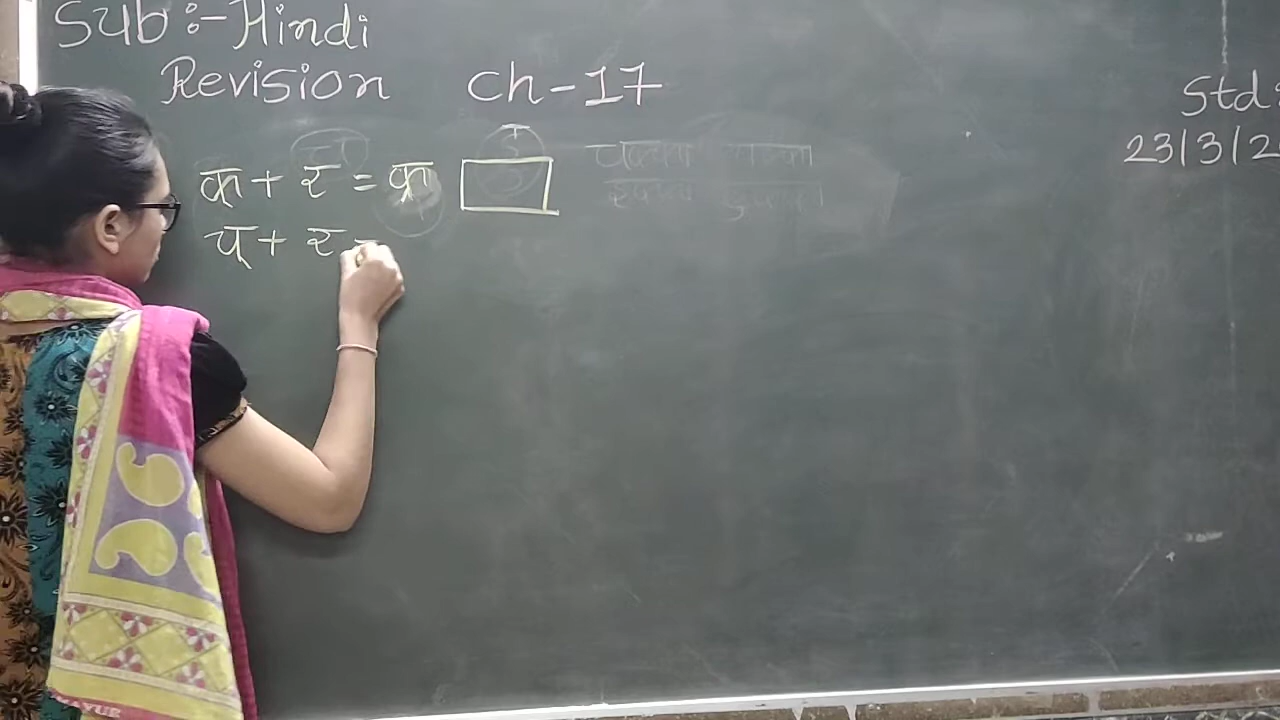 Sub :- Hindi
Revision Ch-17
Std:
23/3/2
क् + र = क्र
प् + र =